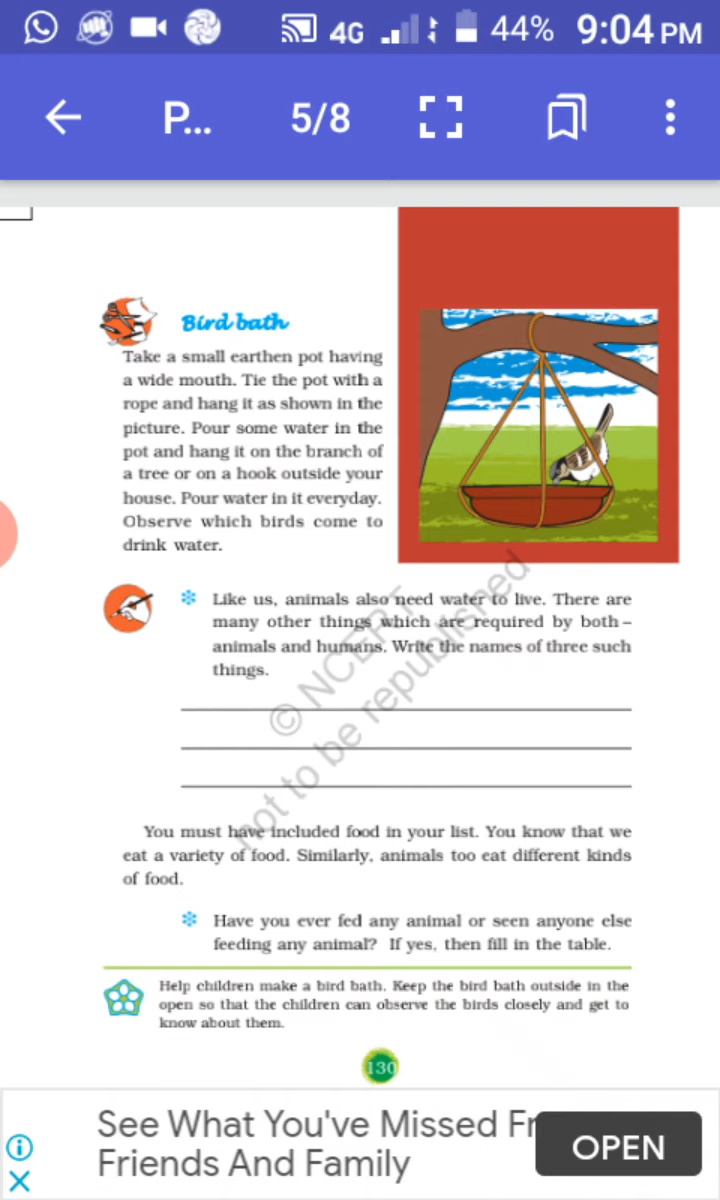 4G 44% 9:04 PM
P... 5/8
Bird bath
Take a small earthen pot having
a wide mouth. Tie the pot with a
rope and hang it as shown in the
picture. Pour some water in the
pot and hang it on the branch of
a tree or on a hook outside your
house. Pour water in it everyday.
Observe which birds come to
drink water.
Like us, animals also need water to live. There are
many other things which are required by both –
animals and humans. Write the names of three such
things.
© NCERT
not to be republished
You must have included food in your list. You know that we
eat a variety of food. Similarly, animals too eat different kinds
of food.
Have you ever fed any animal or seen anyone else
feeding any animal? If yes, then fill in the table.
Help children make a bird bath. Keep the bird bath outside in the
open so that the children can observe the birds closely and get to
know about them.
130
See What You've Missed Fr
Friends And Family
OPEN